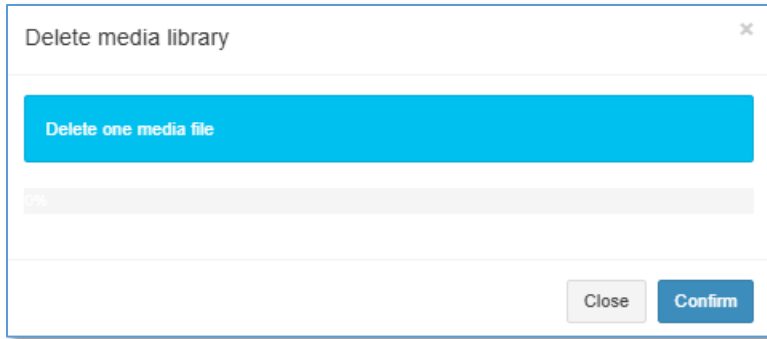 Delete media library
×
Delete one media file
0%
Close
Confirm